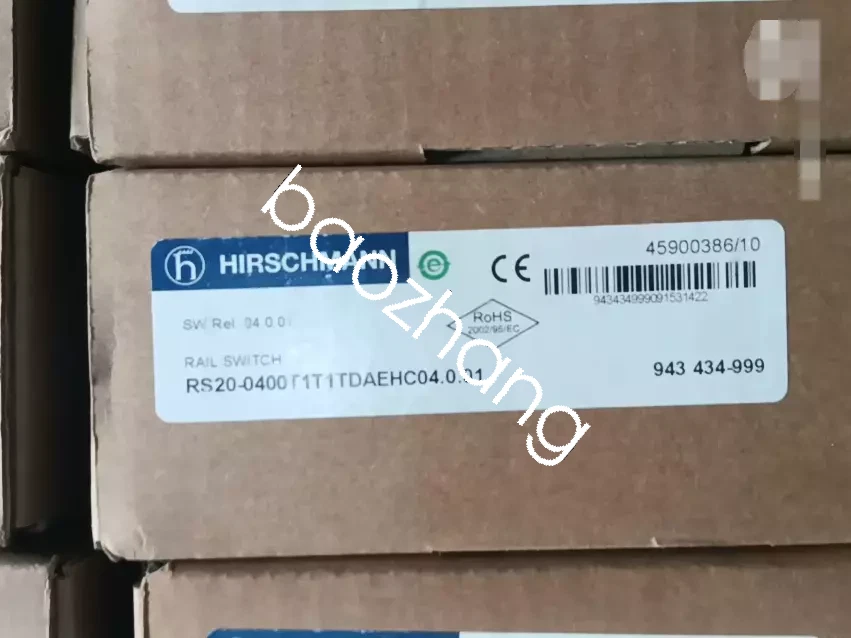 HIRSCHMANN
45900386/10
CE
943434999091531422
SW Rel. 04.0.01
RoHS
2002/95/EC
RAIL SWITCH
RS20-0400T1T1TDAEHC04.0.01
943 434-999
baozhang